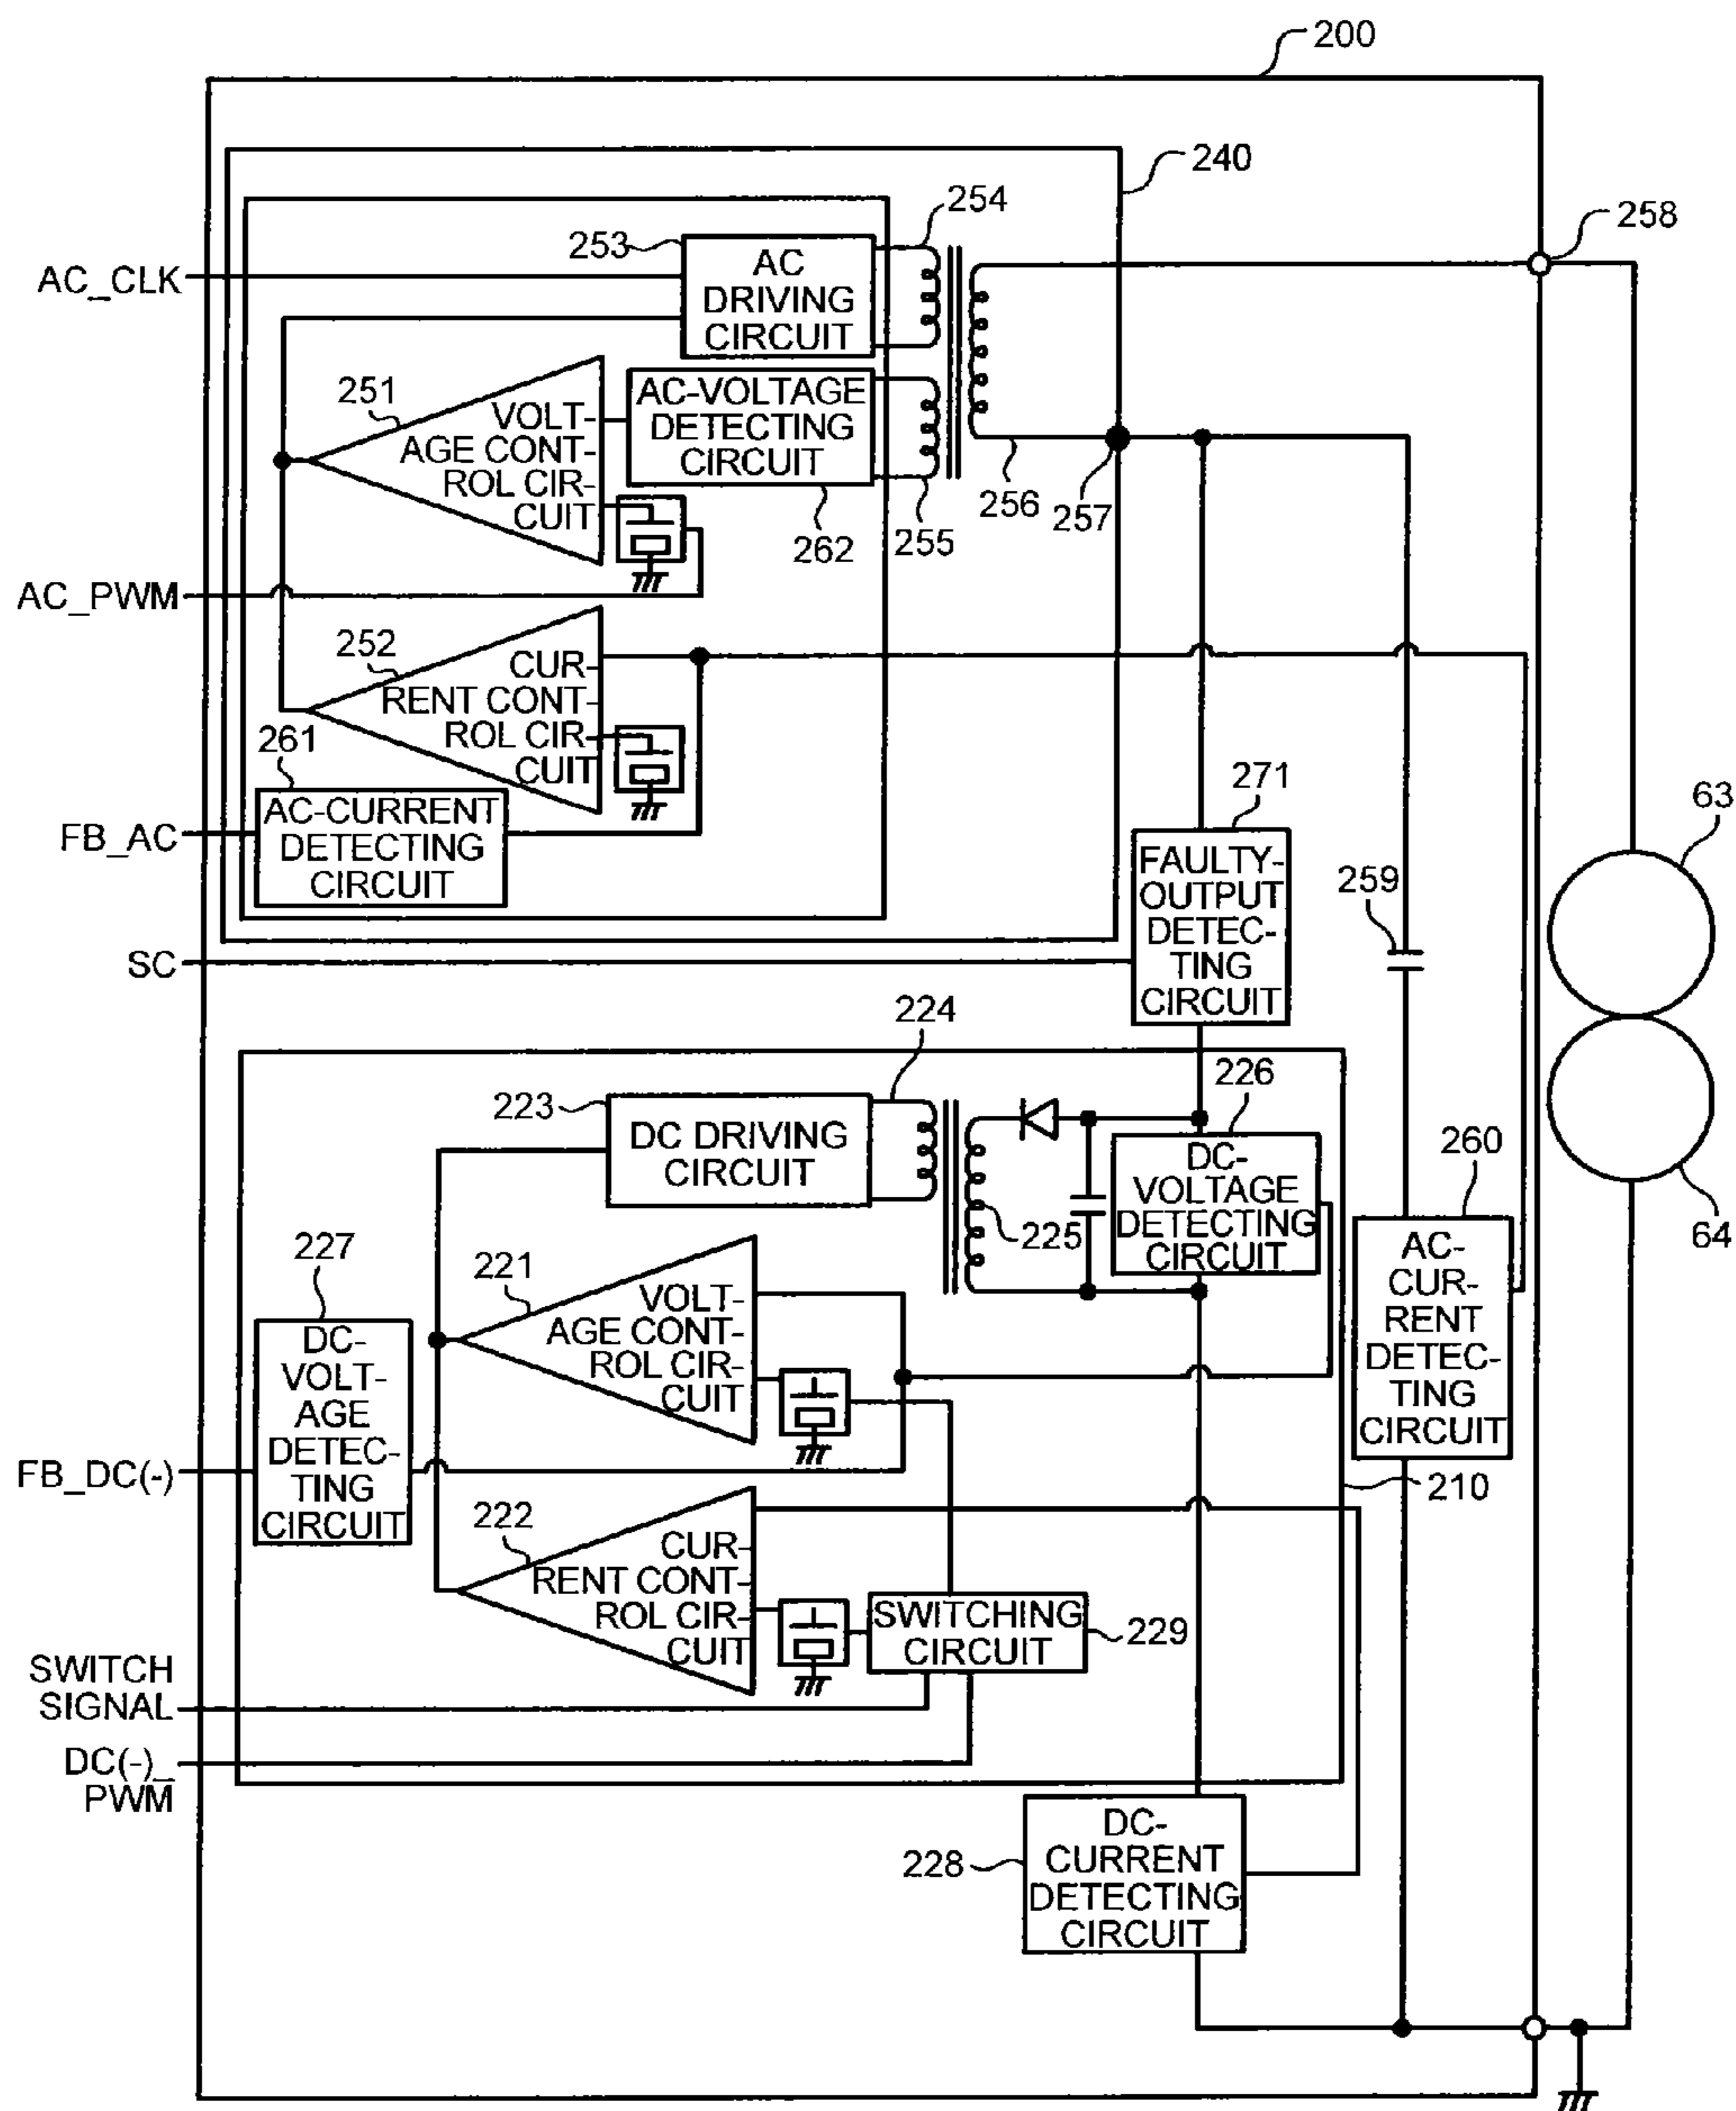 200
240
254
258
253
AC_CLK
AC
DRIVING
CIRCUIT
251
VOLT-
AGE CONT-
ROL CIR-
CUIT
AC-VOLTAGE
DETECTING
CIRCUIT
256
257
262
255
AC_PWM
252
CUR-
RENT CONT-
ROL CIR-
CUIT
261
AC-CURRENT
DETECTING
CIRCUIT
FB_AC
271
FAULTY-
OUTPUT
DETEC-
TING
CIRCUIT
259
63
SC
224
226
223
DC DRIVING
CIRCUIT
225
DC-
VOLTAGE
DETECTING
CIRCUIT
260
64
227
DC-
VOLT-
AGE
DETEC-
TING
CIRCUIT
221
VOLT-
AGE CONT-
ROL CIR-
CUIT
AC-
CUR-
RENT
DETEC-
TING
CIRCUIT
FB_DC(-)
210
222
CUR-
RENT CONT-
ROL CIR-
CUIT
SWITCHING
CIRCUIT
229
SWITCH
SIGNAL
DC(-)_
PWM
228
DC-
CURRENT
DETECTING
CIRCUIT